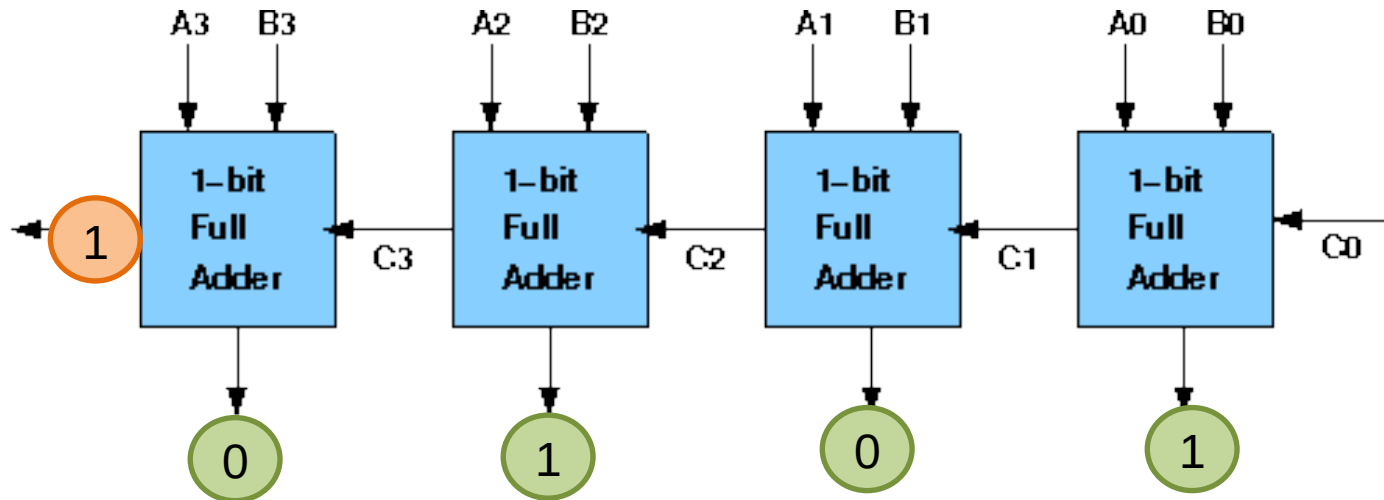 A3 B3 A2 B2 A1 B1 A0 B0
1-bit 1-bit 1-bit 1-bit
1 Full Full Full Full
C3 C2 C1 C0
Adder Adder Adder Adder
0 1 0 1